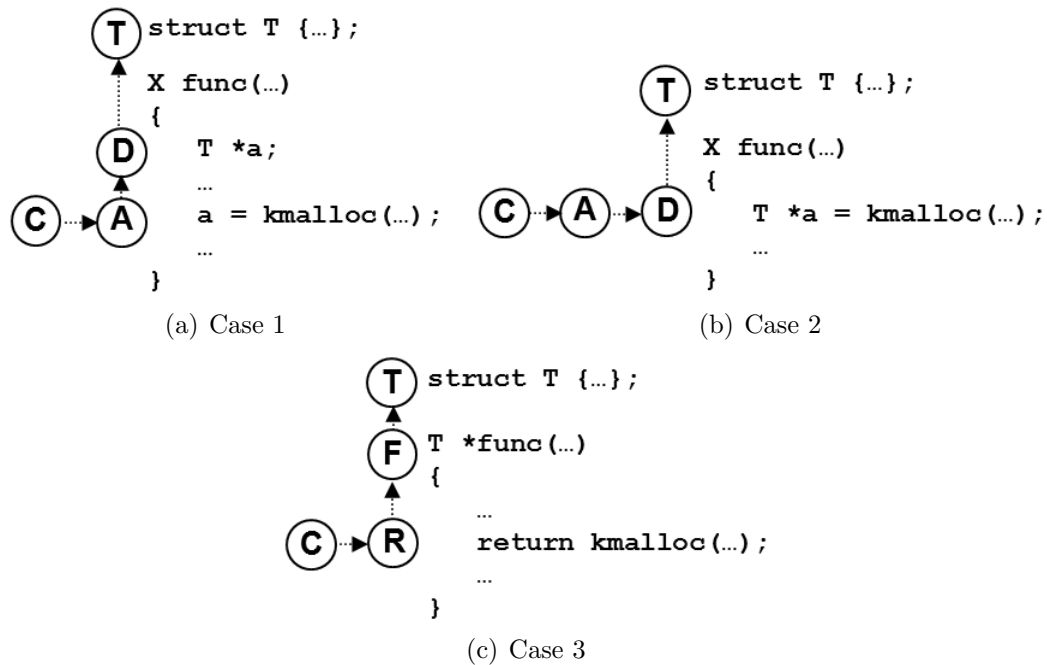 T struct T {…};
X func(…)
{
D T *a;
…
C A a = kmalloc(…);
…
}
(a) Case 1
T struct T {…};
X func(…)
{
C A D T *a = kmalloc(…);
…
}
(b) Case 2
T struct T {…};
F T *func(…)
{
…
C R return kmalloc(…);
…
}
(c) Case 3